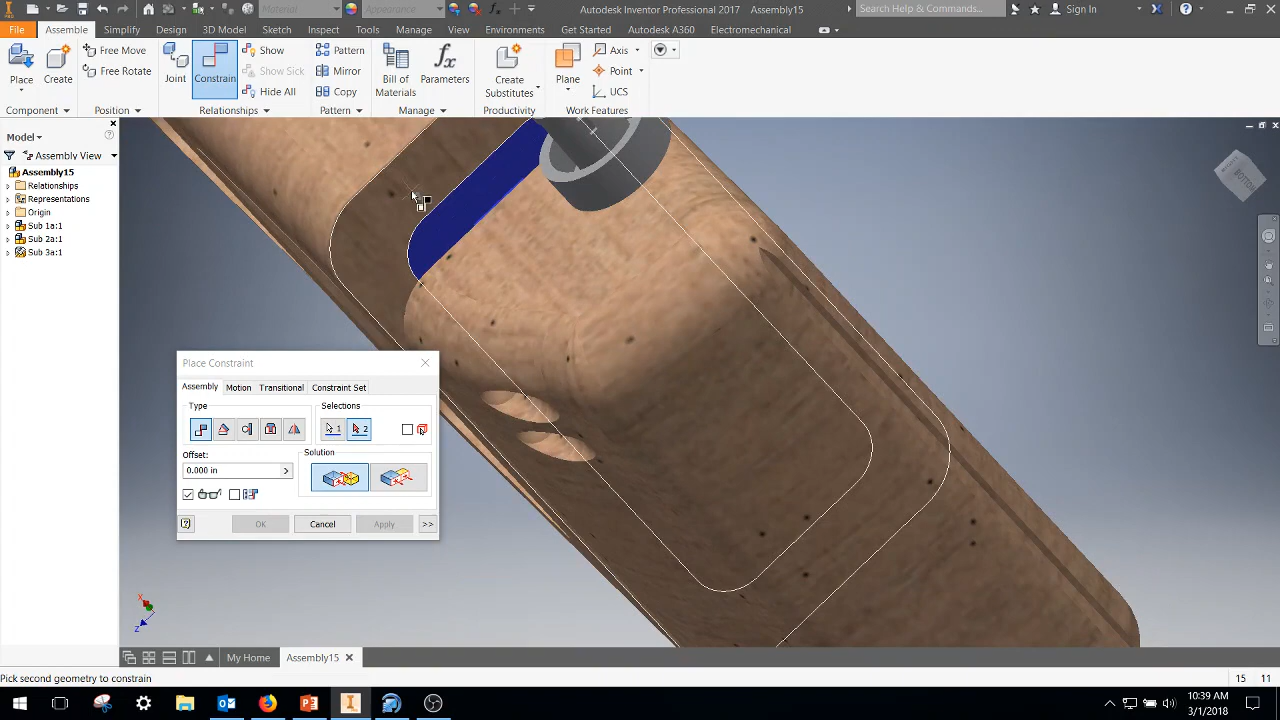 Material
Appearance
Autodesk Inventor Professional 2017 Assembly15
Search Help & Commands...
Sign In
File Assemble Simplify Design 3D Model Sketch Inspect Tools Manage View Environments Get Started Autodesk A360 Electromechanical
Place
Create
Free Move
Free Rotate
Joint
Constrain
Show
Show Sick
Hide All
Pattern
Mirror
Copy
Bill of
Materials
Parameters
Create
Substitutes
Plane
Axis
Point
UCS
Component Position Relationships Pattern Manage Productivity Work Features
Model
Assembly View
Assembly15
Relationships
Representations
Origin
Sub 1a:1
Sub 2a:1
Sub 3a:1
BOTTOM
Place Constraint
Assembly Motion Transitional Constraint Set
Type
Selections
1
2
Offset:
0.000 in
Solution
OK Cancel Apply >>
X
Z
My Home Assembly15
Pick second geometry to constrain
15 11
10:39 AM
3/1/2018